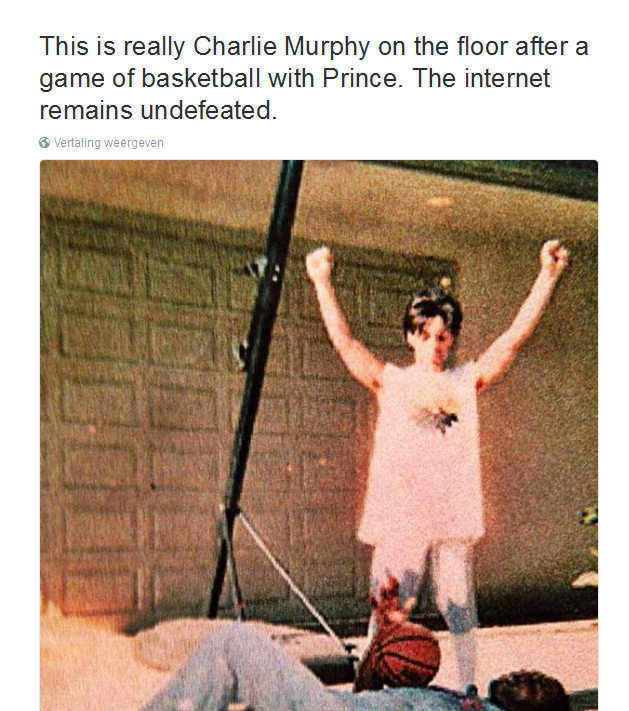 This is really Charlie Murphy on the floor after a
game of basketball with Prince. The internet
remains undefeated.
Vertaling weergeven